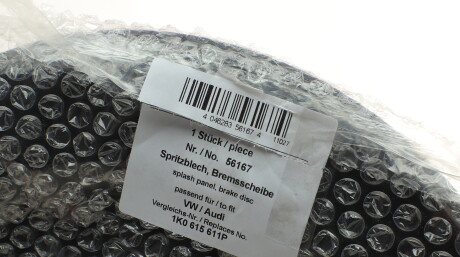 4 046283 56167 4 11027
1 Stück / piece
Nr. / No. 56167
Spritzblech, Bremsscheibe
splash panel, brake disc
passend für / to fit
VW / Audi
Vergleichs-Nr. / Replaces No.
1K0 615 611P